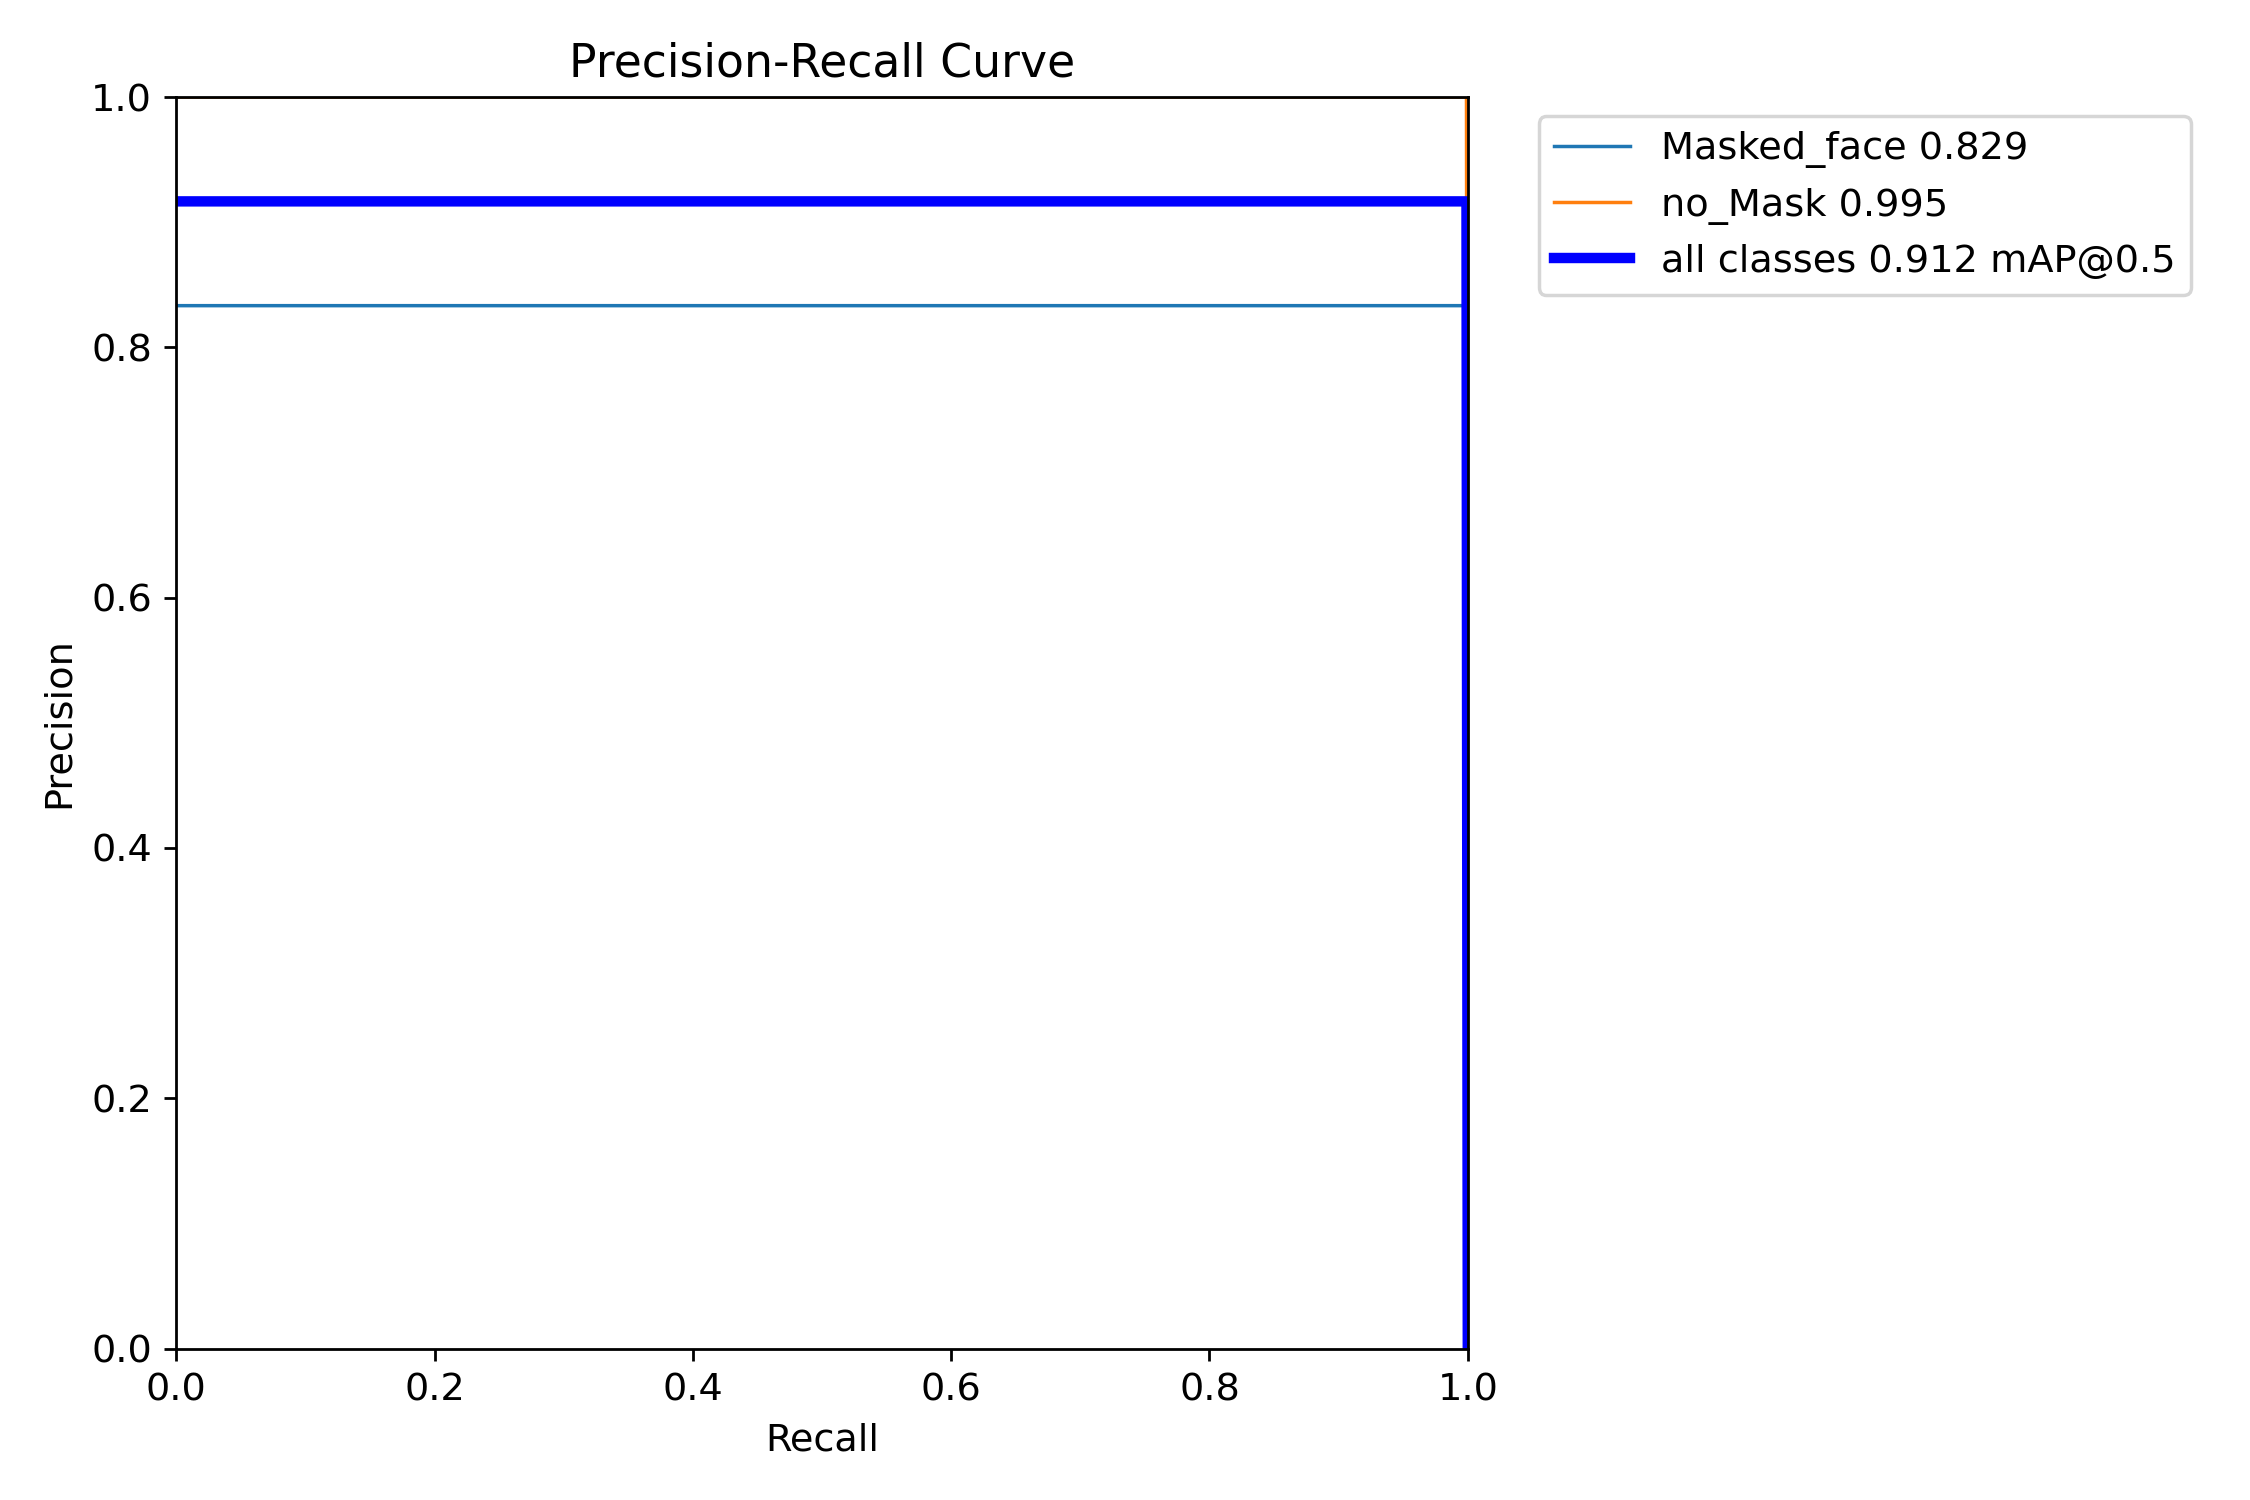 Precision-Recall Curve
1.0
0.8
0.6
0.4
0.2
0.0
Precision
0.0 0.2 0.4 0.6 0.8 1.0
Recall
Masked_face 0.829
no_Mask 0.995
all classes 0.912 mAP@0.5